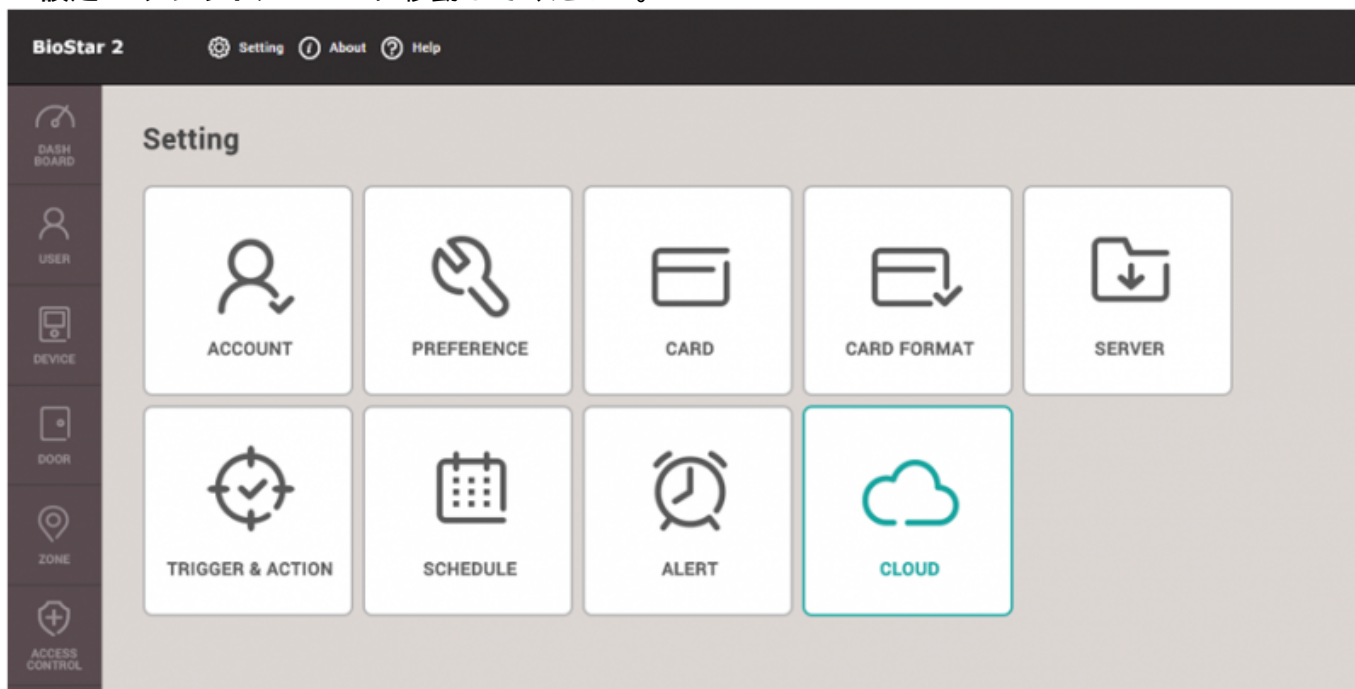 BioStar 2 Setting About Help
DASH
BOARD
USER
DEVICE
DOOR
ZONE
ACCESS
CONTROL
Setting
ACCOUNT PREFERENCE CARD CARD FORMAT SERVER
TRIGGER & ACTION SCHEDULE ALERT CLOUD